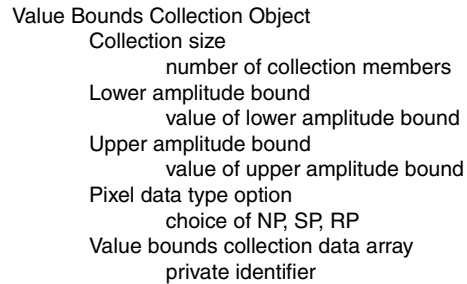 Value Bounds Collection Object
Collection size
number of collection members
Lower amplitude bound
value of lower amplitude bound
Upper amplitude bound
value of upper amplitude bound
Pixel data type option
choice of NP, SP, RP
Value bounds collection data array
private identifier